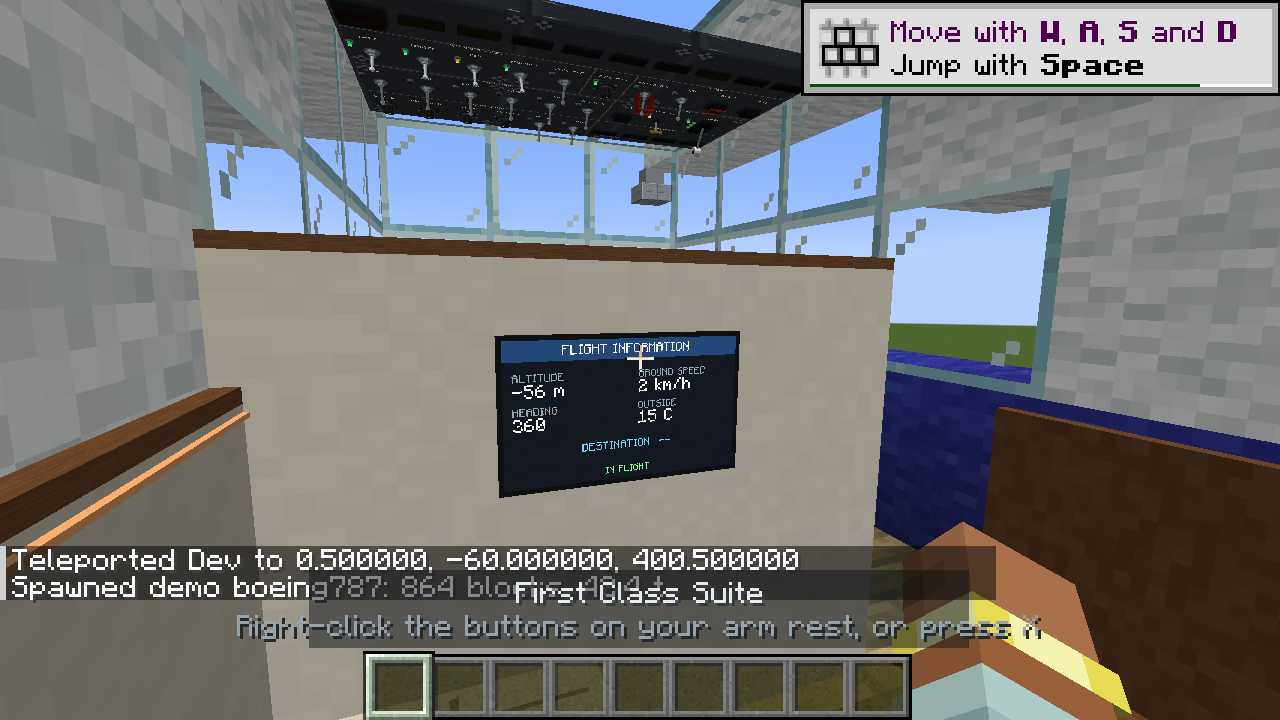 Move with W, A, S and D
Jump with Space
FLIGHT INFORMATION
ALTITUDE
-56 m
GROUND SPEED
2 km/h
HEADING
360
OUTSIDE
15 C
DESTINATION --
IN FLIGHT
Teleported Dev to 0.500000, -60.000000, 400.500000
Spawned demo boeing787: 864 blocks, 48.4 t
First Class Suite
Right-click the buttons on your arm rest, or press X